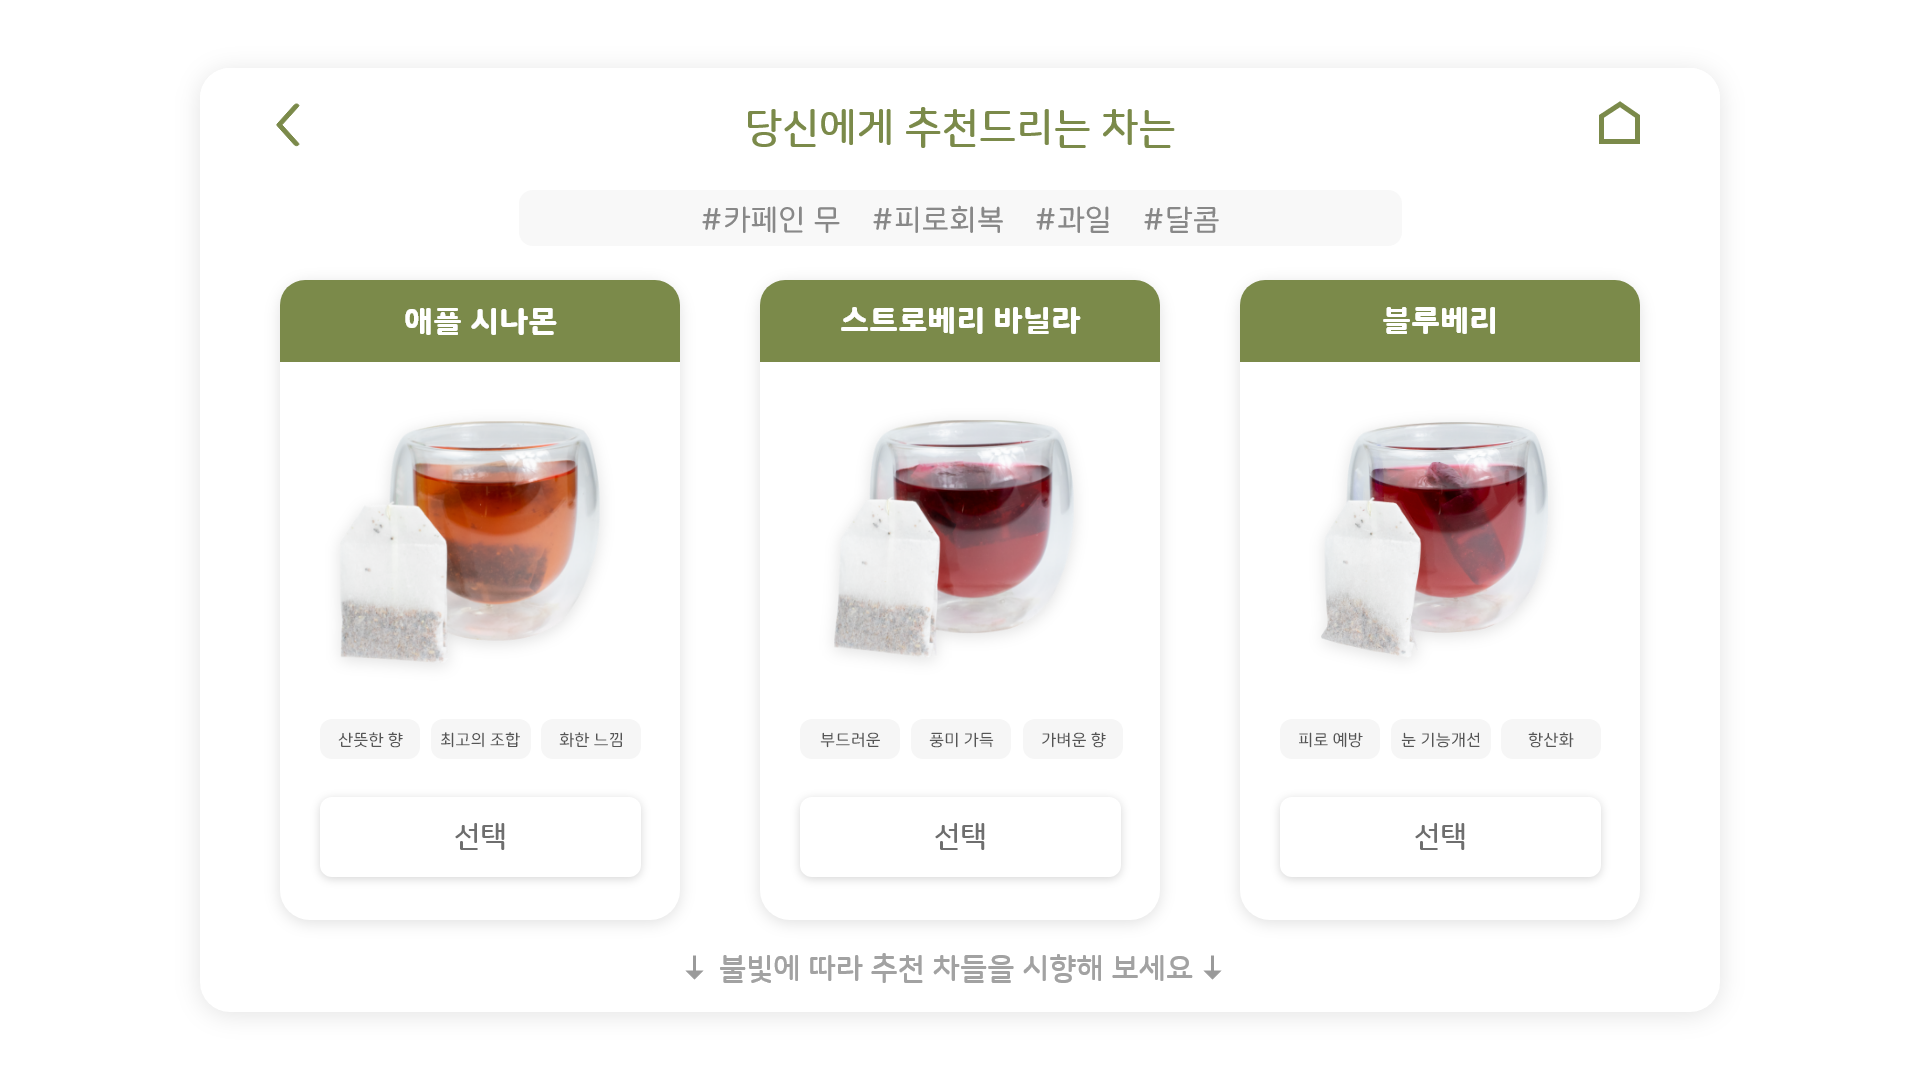 당신에게 추천드리는 차는
#카페인 무 #피로회복 #과일 #달콤
애플 시나몬
산뜻한 향 최고의 조합 화한 느낌
선택
스트로베리 바닐라
부드러운 풍미 가득 가벼운 향
선택
블루베리
피로 예방 눈 기능개선 항산화
선택
↓ 불빛에 따라 추천 차들을 시향해 보세요 ↓